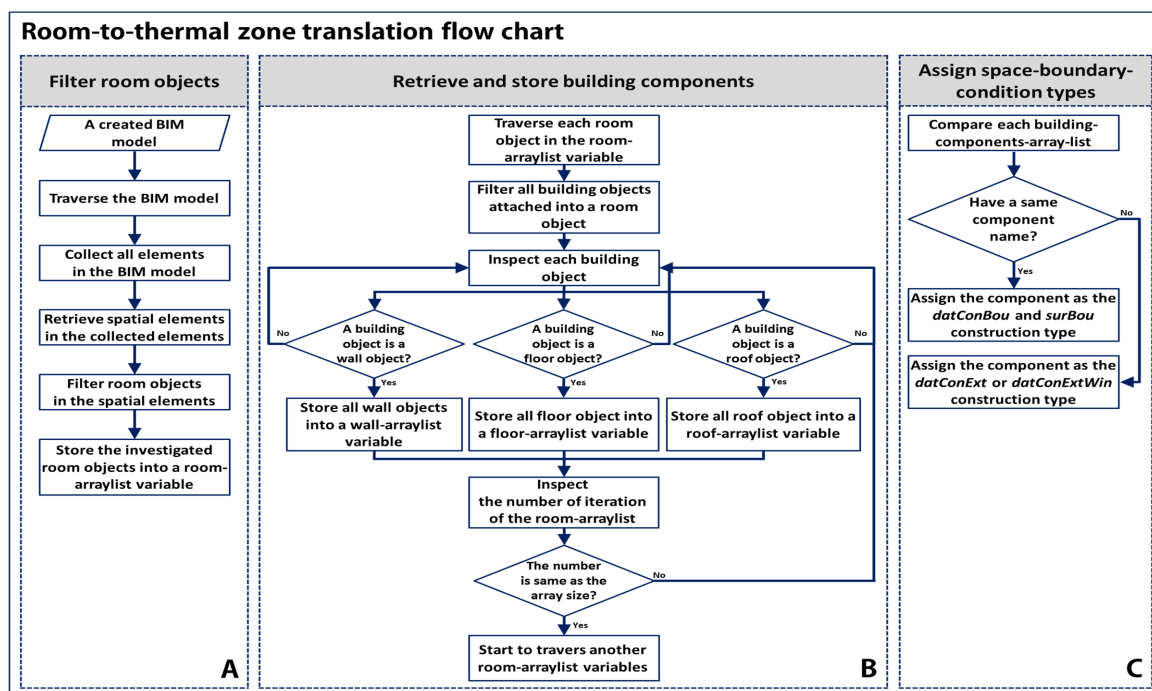 Room-to-thermal zone translation flow chart
Filter room objects
A created BIM
model
Traverse the BIM model
Collect all elements
in the BIM model
Retrieve spatial elements
in the collected elements
Filter room objects
in the spatial elements
Store the investigated
room objects into a room-
arraylist variable
A
Retrieve and store building components
Traverse each room
object in the room-
arraylist variable
Filter all building objects
attached into a room
object
Inspect each building
object
A building
object is a
wall object?
No
Yes
A building
object is a
floor object?
No
Yes
A building
object is a
roof object?
No
Yes
Store all wall objects
into a wall-arraylist
variable
Store all floor object into
a floor-arraylist variable
Store all roof object into a
roof-arraylist variable
Inspect
the number of iteration
of the room-arraylist
The number
is same as the
array size?
No
Yes
Start to travers another
room-arraylist variables
B
Assign space-boundary-
condition types
Compare each building-
components-array-list
Have a same
component
name?
No
Yes
Assign the component as the
datConBou and surBou
construction type
Assign the component as the
datConExt or datConExtWin
construction type
C